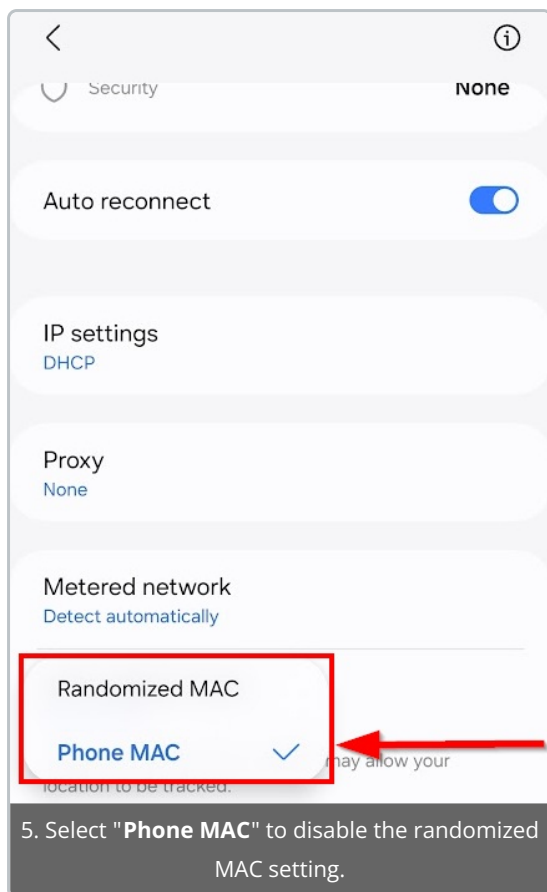 Security None
Auto reconnect
IP settings
DHCP
Proxy
None
Metered network
Detect automatically
Randomized MAC
Phone MAC
may allow your
location to be tracked.
5. Select "Phone MAC" to disable the randomized
MAC setting.